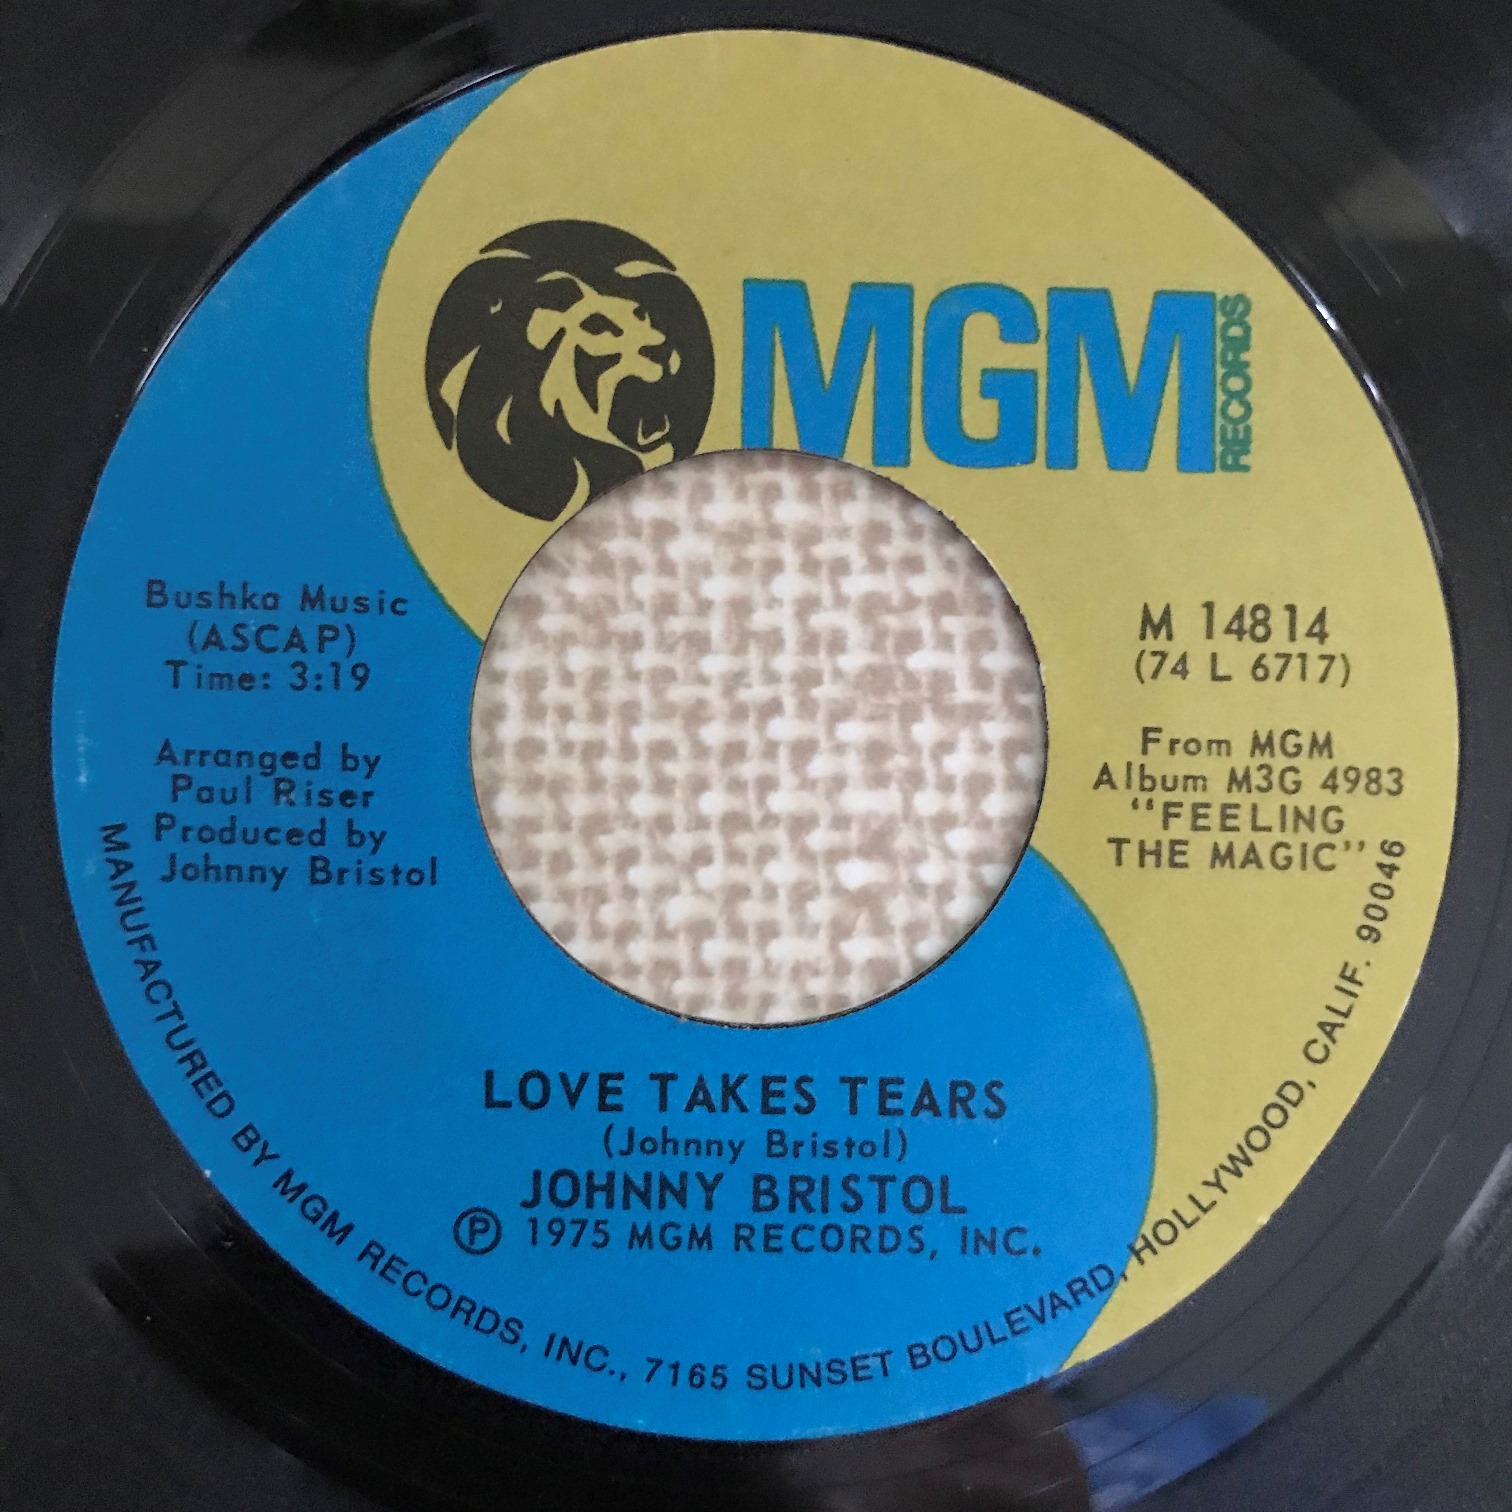 MGM
RECORDS
Bushka Music
(ASCAP)
Time: 3:19
Arranged by
Paul Riser
Produced by
Johnny Bristol
M 14814
(74 L 6717)
From MGM
Album M3G 4983
“FEELING
THE MAGIC”
LOVE TAKES TEARS
(Johnny Bristol)
JOHNNY BRISTOL
Ⓟ 1975 MGM RECORDS, INC.
MANUFACTURED BY MGM RECORDS, INC., 7165 SUNSET BOULEVARD, HOLLYWOOD, CALIF. 90046